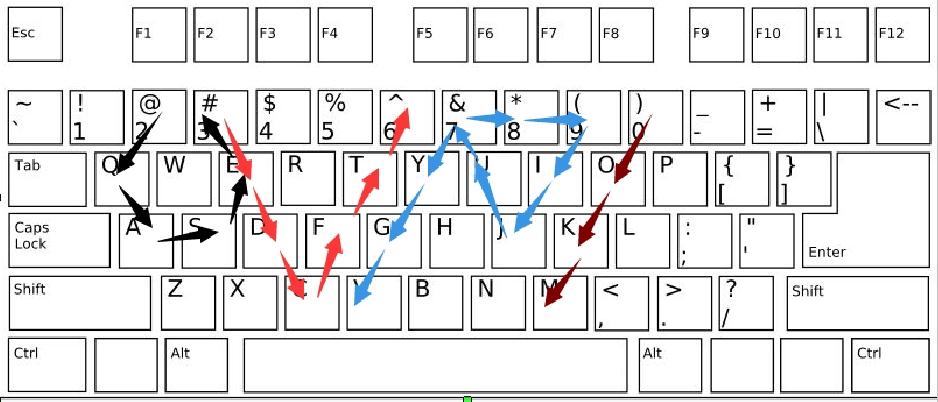 Esc F1 F2 F3 F4 F5 F6 F7 F8 F9 F10 F11 F12
~ ! @ # $ % ^ & * ( ) _ + | <--
` 1 2 3 4 5 6 7 8 9 0 - = \
Tab Q W E R T Y U I O P { }
[ ]
Caps A S D F G H J K L : "
Lock ; ' Enter
Shift Z X C V B N M < > ? Shift
, . /
Ctrl Alt Alt Ctrl